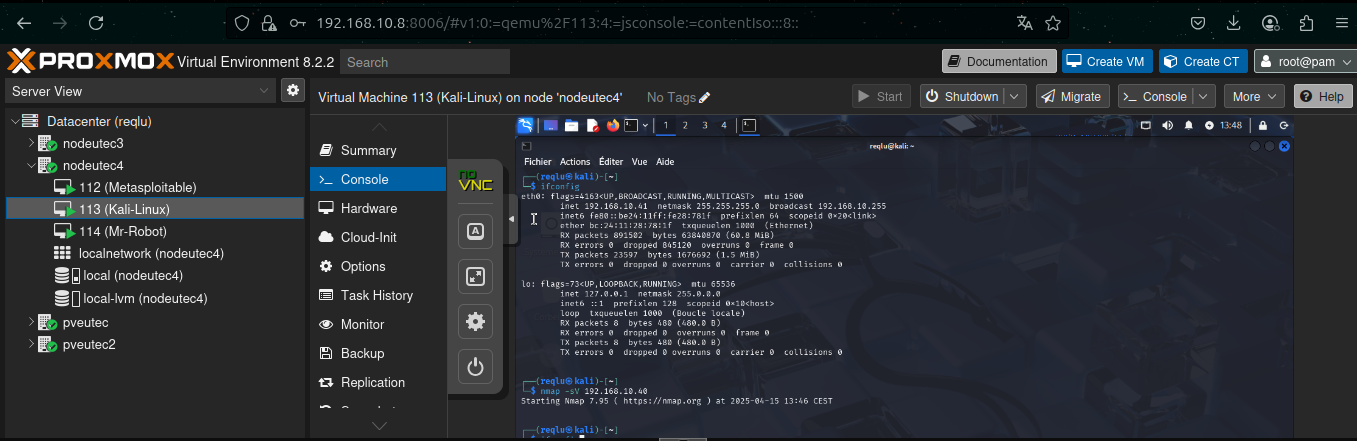 192.168.10.8:8006/#v1:0:=qemu%2F113:4:=jsconsole:=contentIso:::8::
PROXMOX Virtual Environment 8.2.2 Search Documentation Create VM Create CT root@pam
Server View
Virtual Machine 113 (Kali-Linux) on node 'nodeutec4' No Tags Start Shutdown Migrate Console More Help
Datacenter (reqlu)
nodeutec3
nodeutec4
112 (Metasploitable)
113 (Kali-Linux)
114 (Mr-Robot)
localnetwork (nodeutec4)
local (nodeutec4)
local-lvm (nodeutec4)
pveutec
pveutec2
Summary
Console
Hardware
Cloud-Init
Options
Task History
Monitor
Backup
Replication
no
VNC
A
1 2 3 4 13:48
reqlu@kali: ~
Fichier Actions Éditer Vue Aide
┌──(reqlu㉿kali)-[~]
└─$ ifconfig
eth0: flags=4163<UP,BROADCAST,RUNNING,MULTICAST> mtu 1500
inet 192.168.10.41 netmask 255.255.255.0 broadcast 192.168.10.255
inet6 fe80::be24:11ff:fe28:781f prefixlen 64 scopeid 0×20<link>
ether bc:24:11:28:78:1f txqueuelen 1000 (Ethernet)
RX packets 891502 bytes 63840870 (60.8 MiB)
RX errors 0 dropped 845120 overruns 0 frame 0
TX packets 23597 bytes 1676692 (1.5 MiB)
TX errors 0 dropped 0 overruns 0 carrier 0 collisions 0
lo: flags=73<UP,LOOPBACK,RUNNING> mtu 65536
inet 127.0.0.1 netmask 255.0.0.0
inet6 ::1 prefixlen 128 scopeid 0×10<host>
loop txqueuelen 1000 (Boucle locale)
RX packets 8 bytes 480 (480.0 B)
RX errors 0 dropped 0 overruns 0 frame 0
TX packets 8 bytes 480 (480.0 B)
TX errors 0 dropped 0 overruns 0 carrier 0 collisions 0
┌──(reqlu㉿kali)-[~]
└─$ nmap -sV 192.168.10.40
Starting Nmap 7.95 ( https://nmap.org ) at 2025-04-15 13:46 CEST
┌──(reqlu㉿kali)-[~]